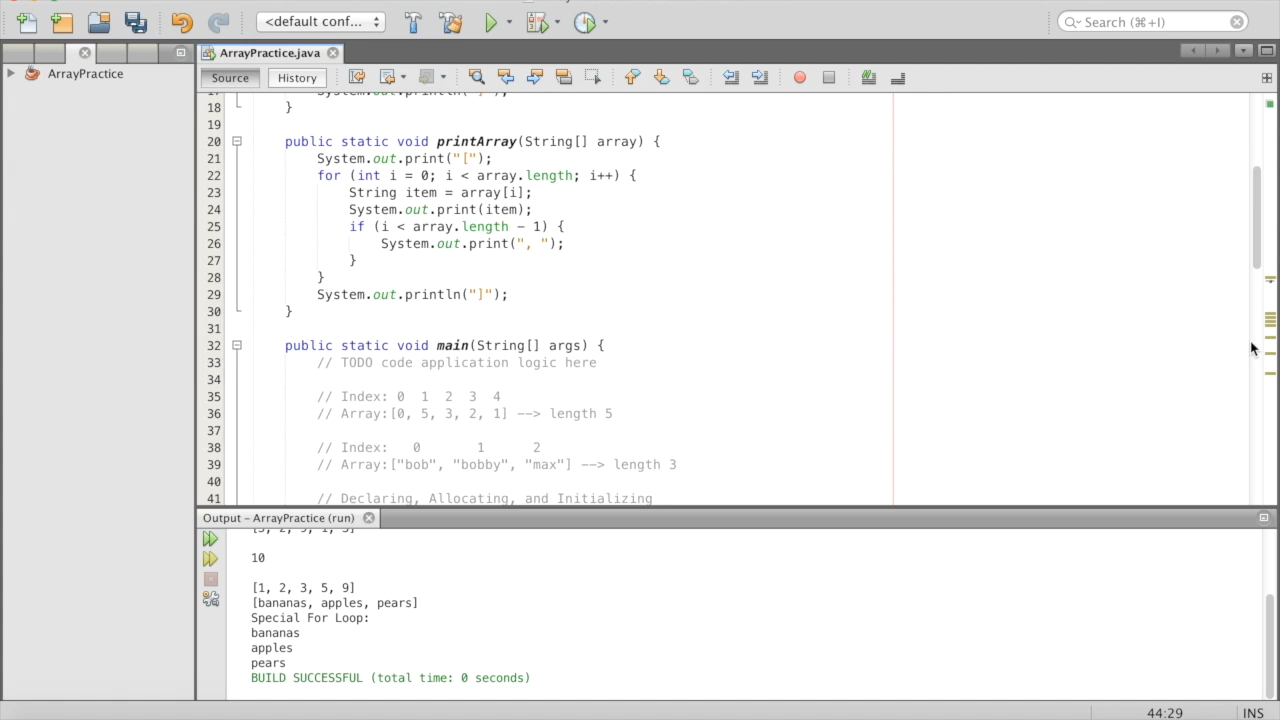 <default conf...
Search (⌘+I)
ArrayPractice.java
ArrayPractice
Source
History
18 }
19
20 public static void printArray(String[] array) {
21 System.out.print("[");
22 for (int i = 0; i < array.length; i++) {
23 String item = array[i];
24 System.out.print(item);
25 if (i < array.length - 1) {
26 System.out.print(", ");
27 }
28 }
29 System.out.println("]");
30 }
31
32 public static void main(String[] args) {
33 // TODO code application logic here
34
35 // Index: 0 1 2 3 4
36 // Array:[0, 5, 3, 2, 1] --> length 5
37
38 // Index: 0 1 2
39 // Array:["bob", "bobby", "max"] --> length 3
40
41 // Declaring, Allocating, and Initializing
Output – ArrayPractice (run)
10
[1, 2, 3, 5, 9]
[bananas, apples, pears]
Special For Loop:
bananas
apples
pears
BUILD SUCCESSFUL (total time: 0 seconds)
44:29 INS